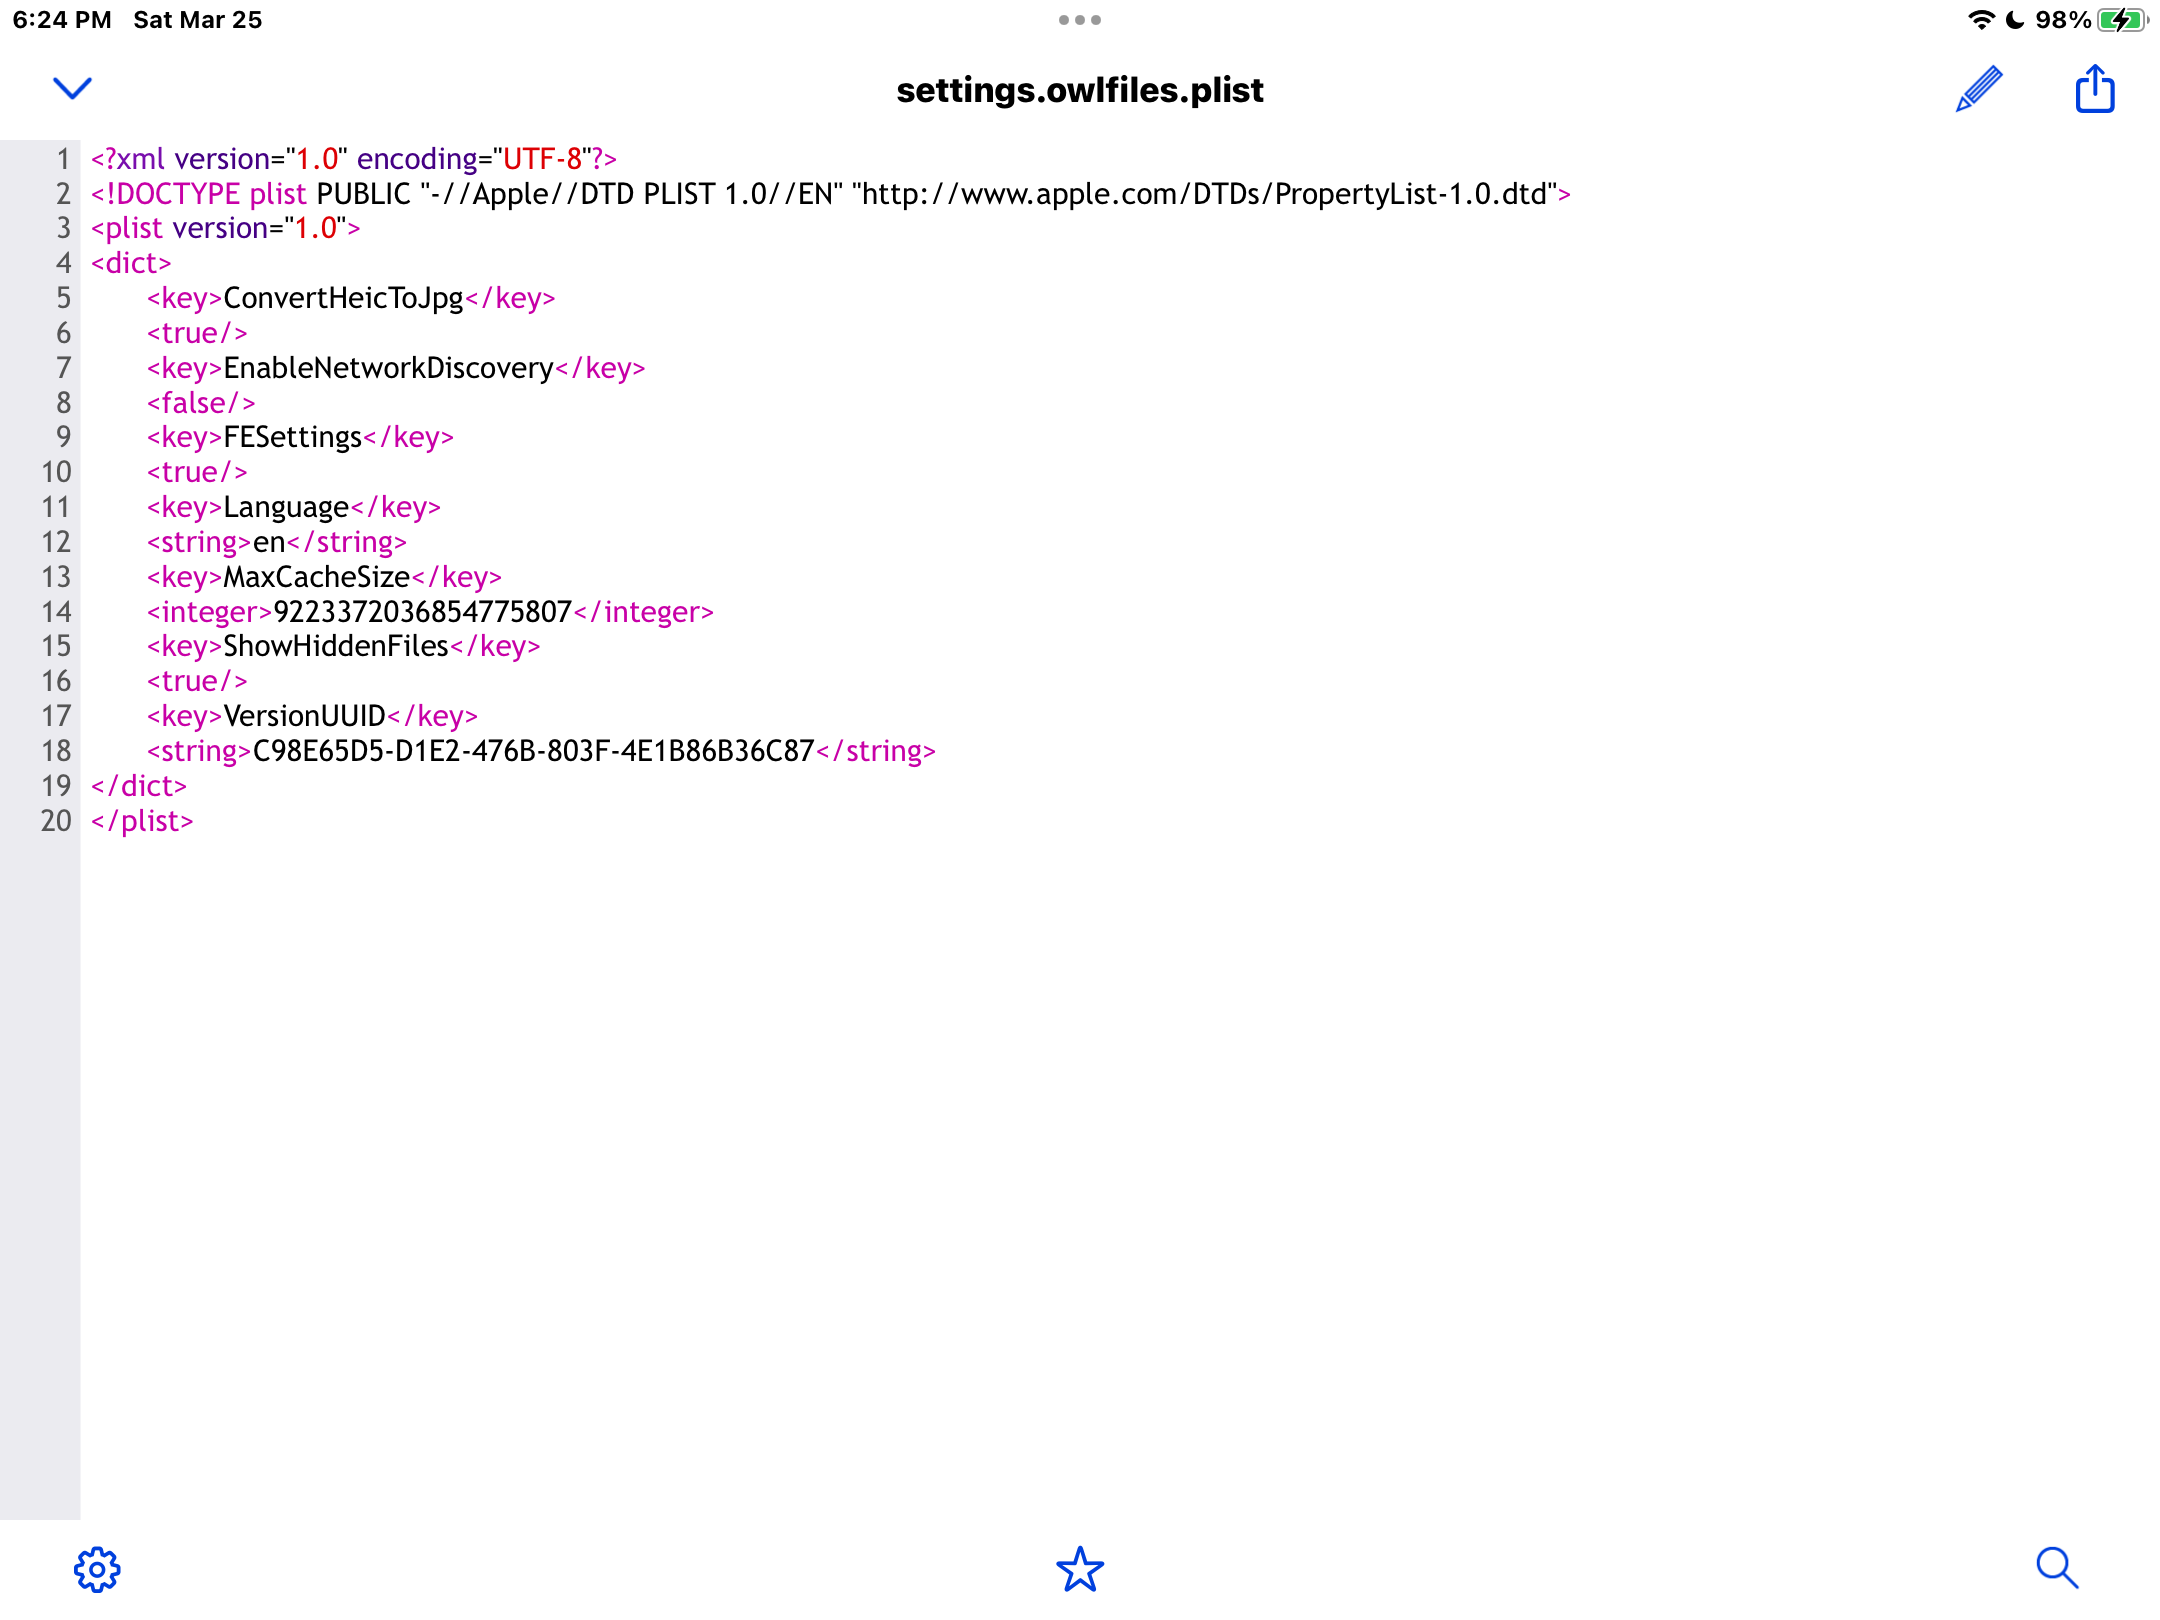 6:24 PM Sat Mar 25 98%
settings.owlfiles.plist
1 <?xml version="1.0" encoding="UTF-8"?>
2 <!DOCTYPE plist PUBLIC "-//Apple//DTD PLIST 1.0//EN" "http://www.apple.com/DTDs/PropertyList-1.0.dtd">
3 <plist version="1.0">
4 <dict>
5 <key>ConvertHeicToJpg</key>
6 <true/>
7 <key>EnableNetworkDiscovery</key>
8 <false/>
9 <key>FESettings</key>
10 <true/>
11 <key>Language</key>
12 <string>en</string>
13 <key>MaxCacheSize</key>
14 <integer>9223372036854775807</integer>
15 <key>ShowHiddenFiles</key>
16 <true/>
17 <key>VersionUUID</key>
18 <string>C98E65D5-D1E2-476B-803F-4E1B86B36C87</string>
19 </dict>
20 </plist>